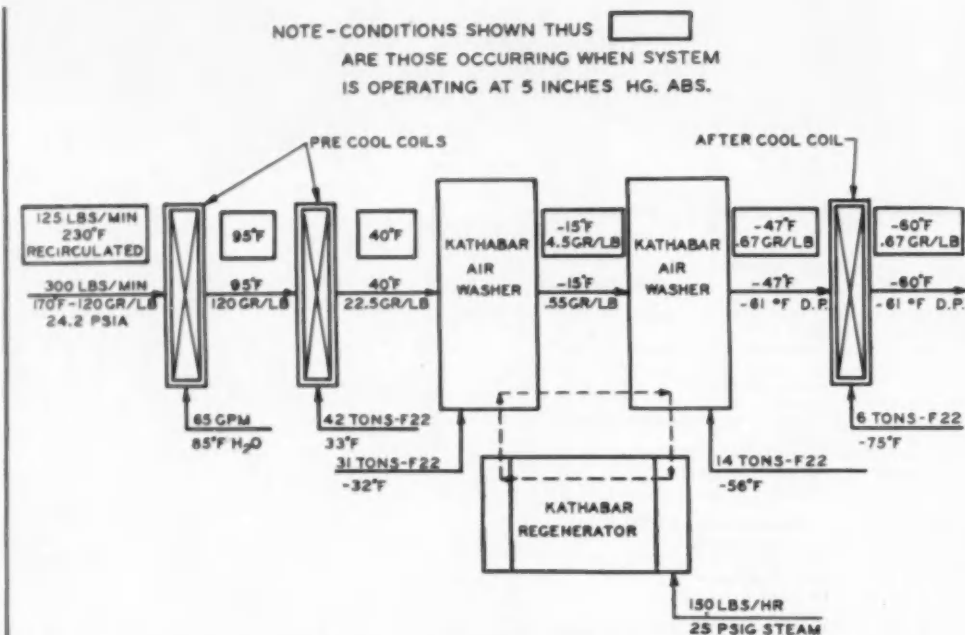 NOTE-CONDITIONS SHOWN THUS
ARE THOSE OCCURRING WHEN SYSTEM
IS OPERATING AT 5 INCHES HG. ABS.
PRE COOL COILS
AFTER COOL COIL
125 LBS/MIN
230°F
RECIRCULATED
95°F
40°F
KATHABAR
AIR
WASHER
-15°F
4.5GR/LB
KATHABAR
AIR
WASHER
-47°F
.67GR/LB
-60°F
.67 GR/LB
300 LBS/MIN
170°F-120 GR/LB
24.2 PSIA
95°F
120 GR/LB
40°F
22.5GR/LB
-15°F
.55GR/LB
-47°F
-61 °F D.P.
-60°F
-61 °F D.P.
65 GPM
85°F H2O
42 TONS-F22
33°F
31 TONS-F22
-32°F
14 TONS-F22
-56°F
6 TONS-F22
-75°F
KATHABAR
REGENERATOR
150 LBS/HR
25 PSIG STEAM